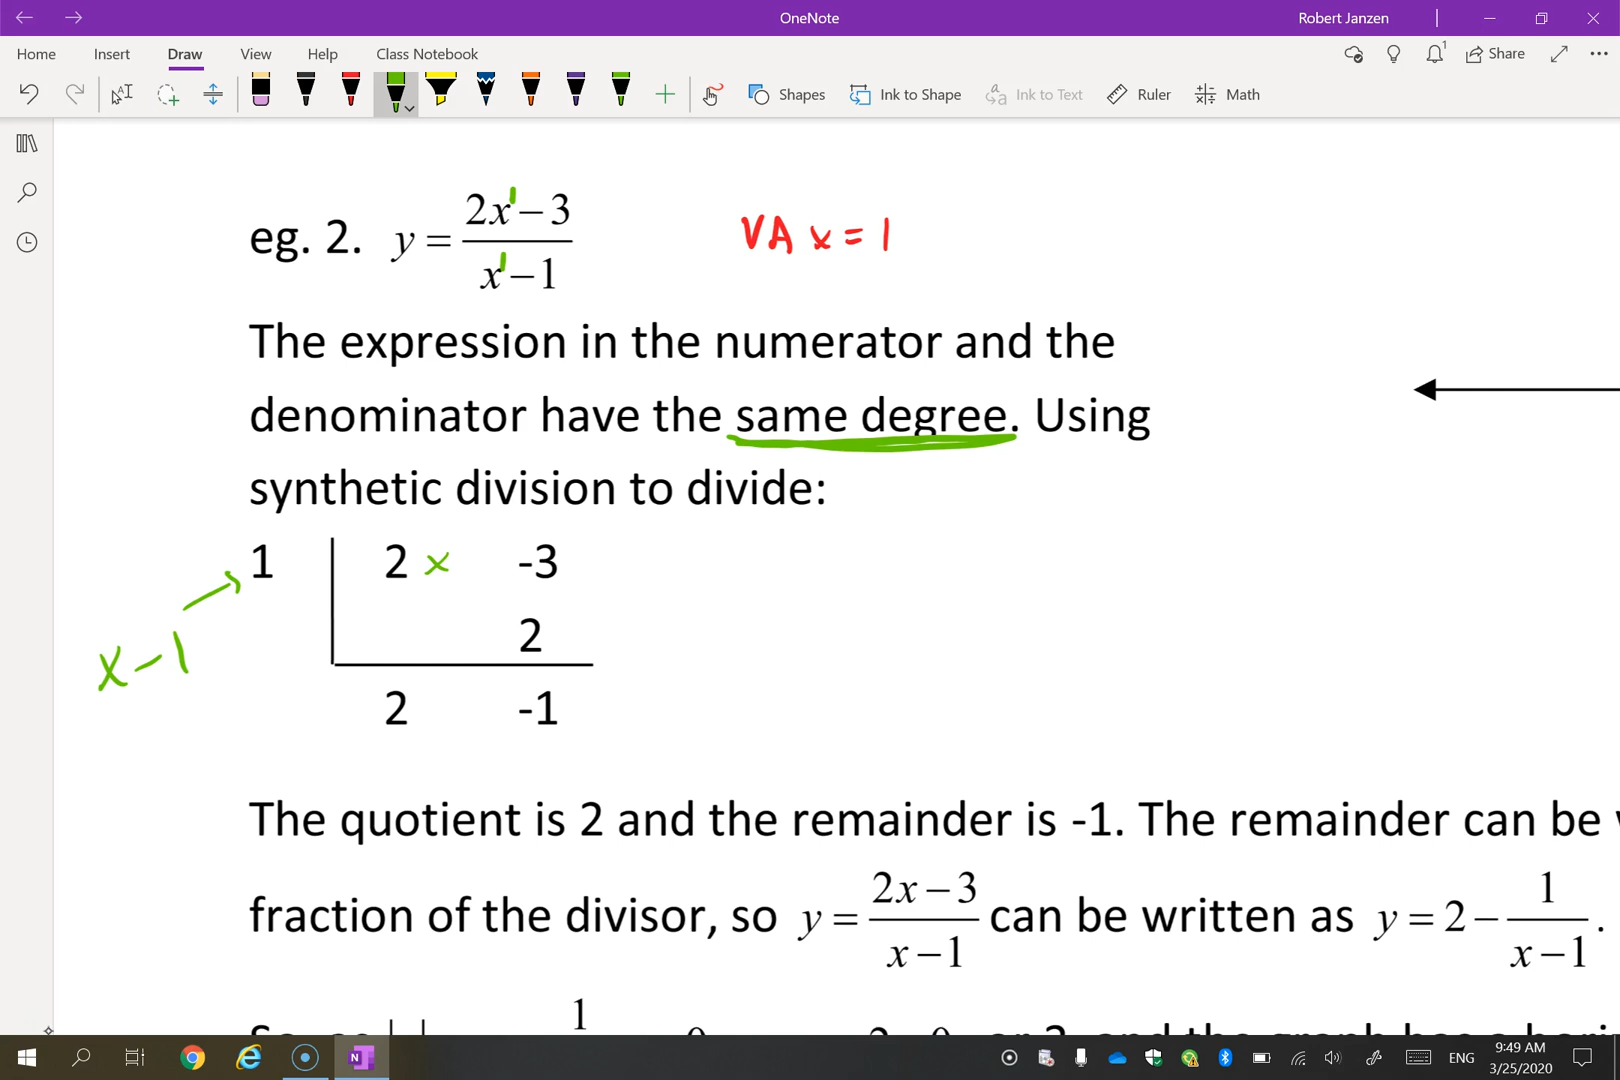 OneNote
Robert Janzen
Home Insert Draw View Help Class Notebook
1
Share
Shapes Ink to Shape Ink to Text Ruler Math
eg. 2. y = (2x¹ − 3)/(x¹ − 1)
VA x = 1
The expression in the numerator and the
denominator have the same degree. Using
synthetic division to divide:
1 2 x -3
2
x - 1
2 -1
The quotient is 2 and the remainder is -1. The remainder can be
fraction of the divisor, so y = (2x − 3)/(x − 1) can be written as y = 2 − 1/(x − 1).
ENG
9:49 AM
3/25/2020